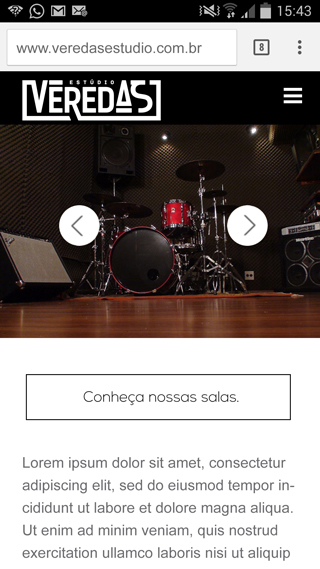 15:43
www.veredasestudio.com.br
8
ESTÚDIO
VEREDAS
Conheça nossas salas.
Lorem ipsum dolor sit amet, consectetur
adipiscing elit, sed do eiusmod tempor in-
cididunt ut labore et dolore magna aliqua.
Ut enim ad minim veniam, quis nostrud
exercitation ullamco laboris nisi ut aliquip